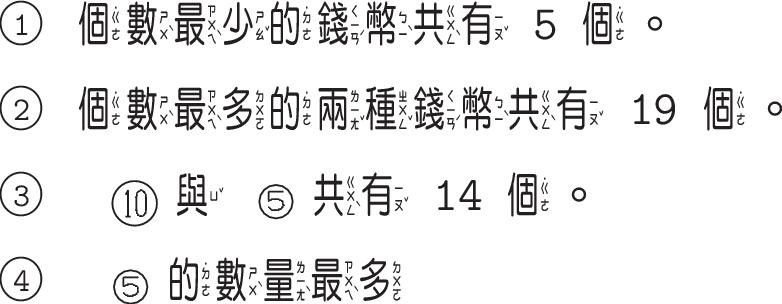 ① 個數最少的錢幣共有 5 個。
② 個數最多的兩種錢幣共有 19 個。
③ ⑩ 與 ⑤ 共有 14 個。
④ ⑤ 的數量最多